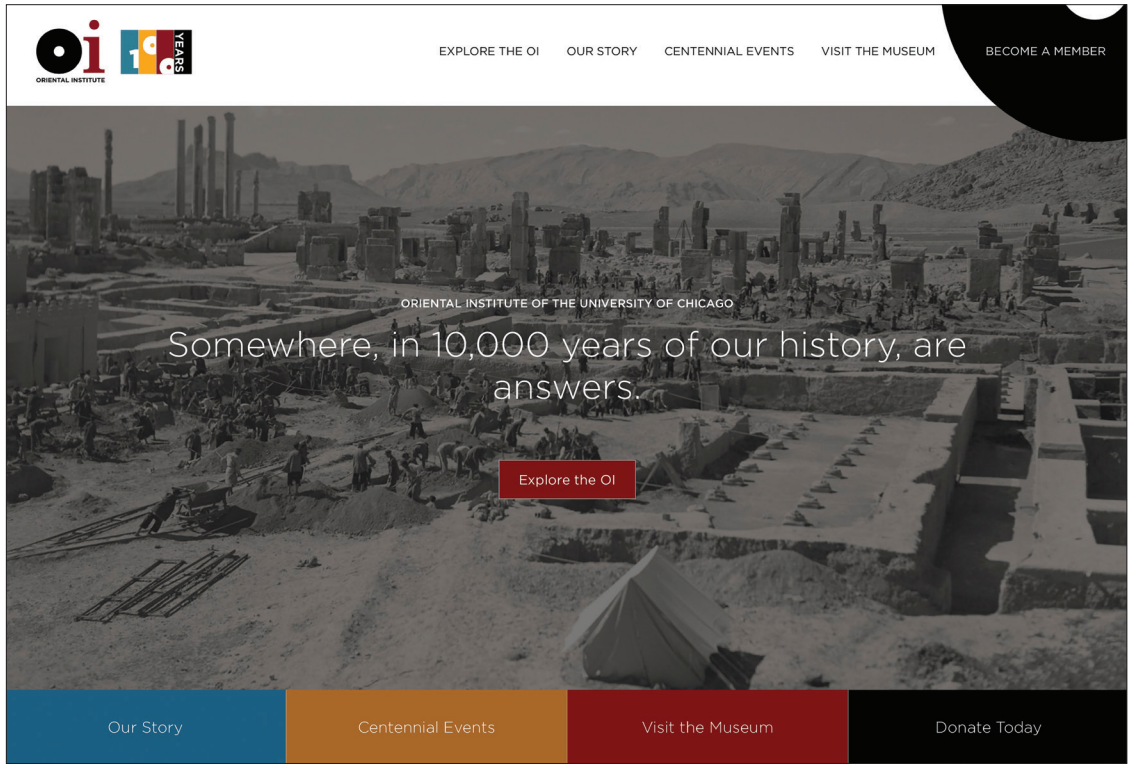 oi
ORIENTAL INSTITUTE
100
YEARS
EXPLORE THE OI
OUR STORY
CENTENNIAL EVENTS
VISIT THE MUSEUM
BECOME A MEMBER
ORIENTAL INSTITUTE OF THE UNIVERSITY OF CHICAGO
Somewhere, in 10,000 years of our history, are
answers.
Explore the OI
Our Story
Centennial Events
Visit the Museum
Donate Today